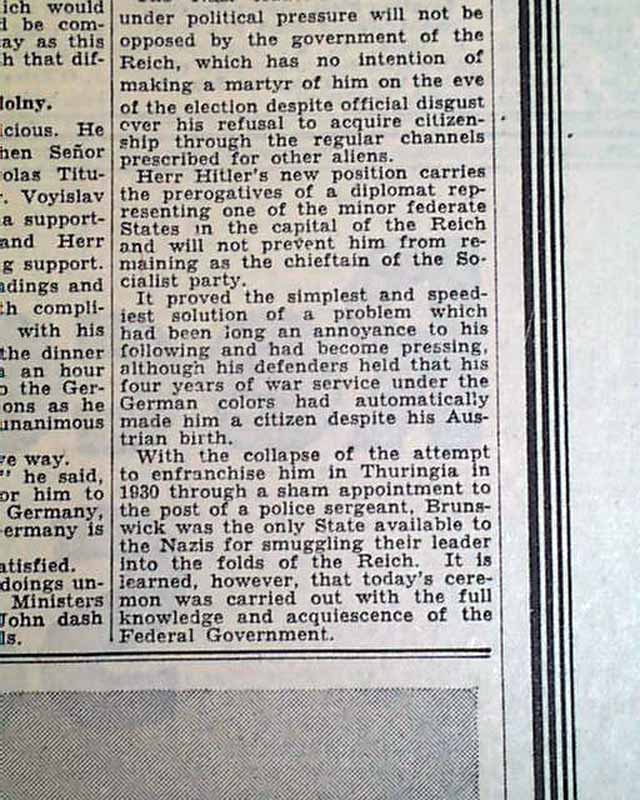 ich would
d be com-
ay as this
h that dif-
olny.
icious. He
hen Señor
olas Titu-
r. Voyislav
a support-
and Herr
g support.
adings and
th compli-
with his
the dinner
an hour
o the Ger-
ons as he
unanimous
ve way.
" he said,
or him to
Germany,
ermany is
atisfied.
doings un-
Ministers
John dash
ls.
under political pressure will not be
opposed by the government of the
Reich, which has no intention of
making a martyr of him on the eve
of the election despite official disgust
over his refusal to acquire citizen-
ship through the regular channels
prescribed for other aliens.
Herr Hitler's new position carries
the prerogatives of a diplomat rep-
resenting one of the minor federate
States in the capital of the Reich
and will not prevent him from re-
maining as the chieftain of the So-
cialist party.
It proved the simplest and speed-
iest solution of a problem which
had been long an annoyance to his
following and had become pressing,
although his defenders held that his
four years of war service under the
German colors had automatically
made him a citizen despite his Aus-
trian birth.
With the collapse of the attempt
to enfranchise him in Thuringia in
1930 through a sham appointment to
the post of a police sergeant, Bruns-
wick was the only State available to
the Nazis for smuggling their leader
into the folds of the Reich. It is
learned, however, that today's cere-
mon was carried out with the full
knowledge and acquiescence of the
Federal Government.